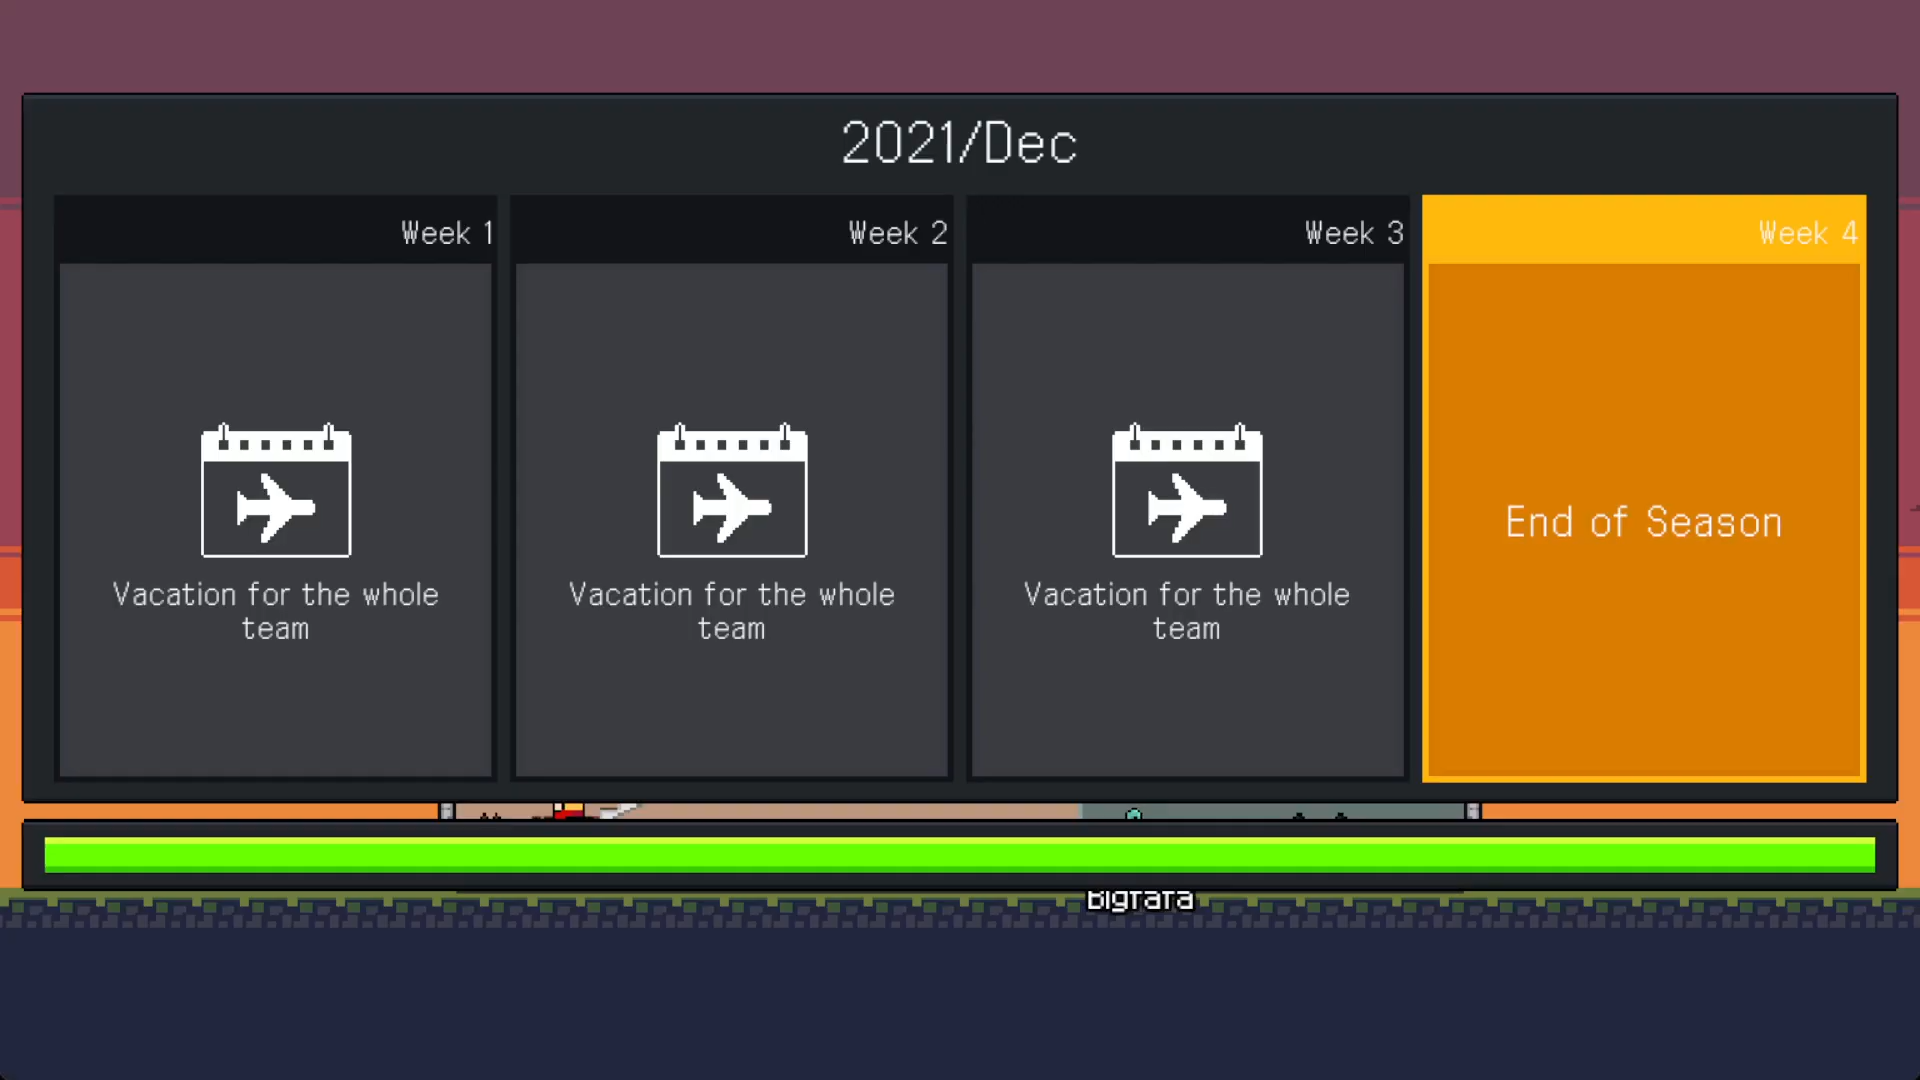 2021/Dec
Week 1
Week 2
Week 3
Week 4
Vacation for the whole
team
Vacation for the whole
team
Vacation for the whole
team
End of Season